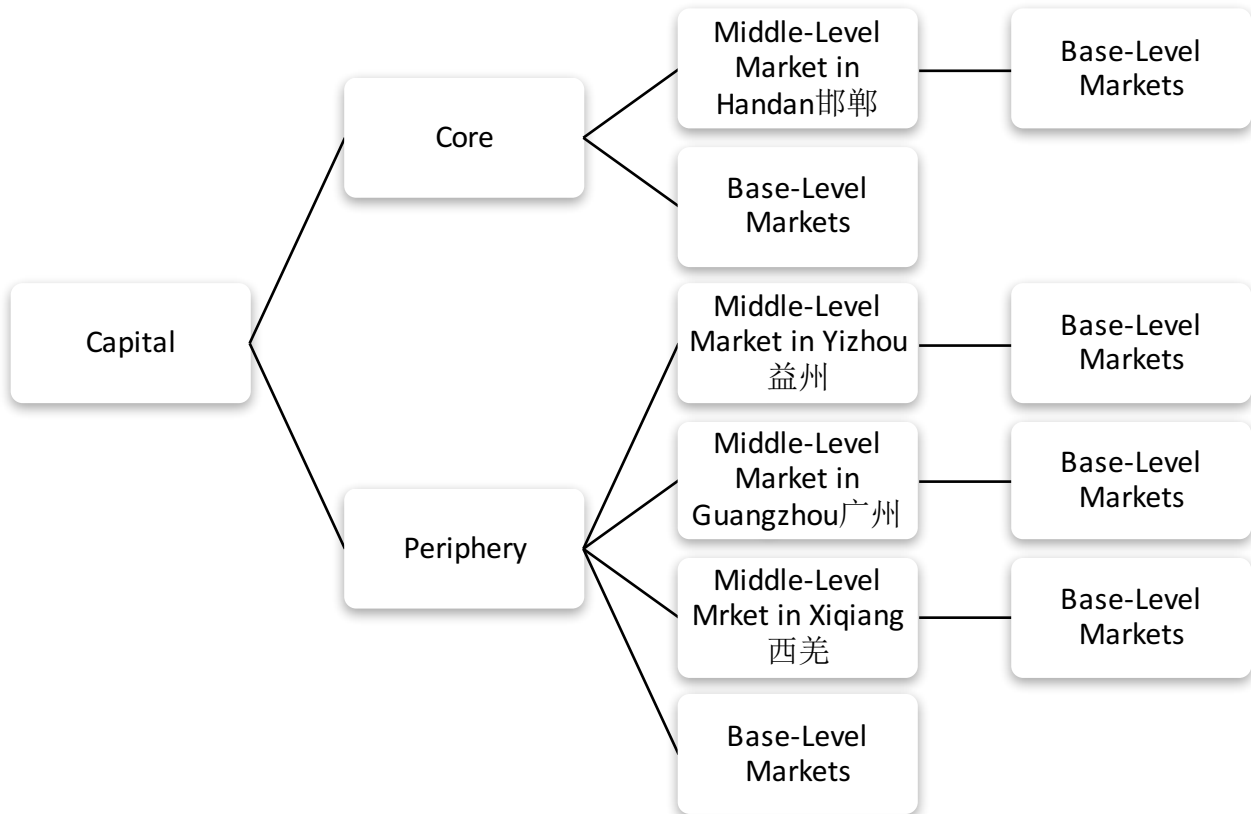 Capital
Core
Middle-Level
Market in
Handan邯郸
Base-Level
Markets
Base-Level
Markets
Periphery
Middle-Level
Market in Yizhou
益州
Base-Level
Markets
Middle-Level
Market in
Guangzhou广州
Base-Level
Markets
Middle-Level
Mrket in Xiqiang
西羌
Base-Level
Markets
Base-Level
Markets